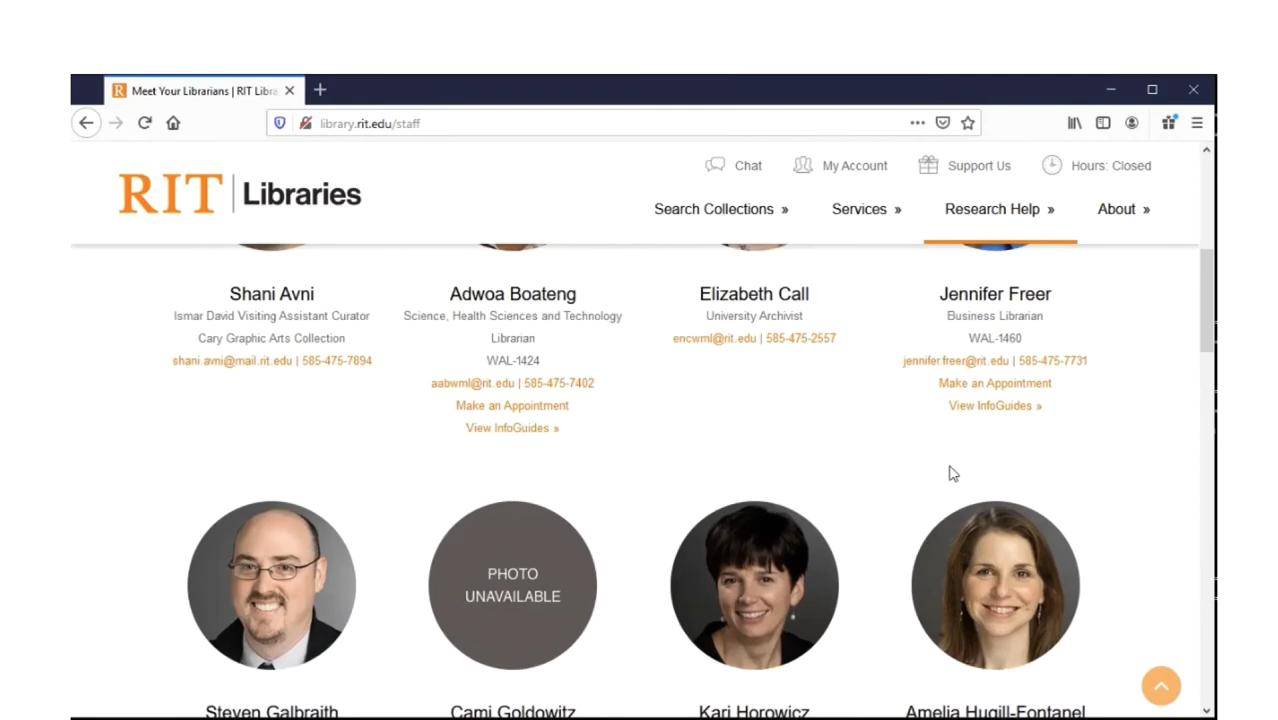 Meet Your Librarians | RIT Libra
library.rit.edu/staff
Chat My Account Support Us Hours: Closed
RIT | Libraries
Search Collections » Services » Research Help » About »
Shani Avni
Ismar David Visiting Assistant Curator
Cary Graphic Arts Collection
shani.avni@mail.rit.edu | 585-475-7894
Adwoa Boateng
Science, Health Sciences and Technology
Librarian
WAL-1424
aabwml@rit.edu | 585-475-7402
Make an Appointment
View InfoGuides »
Elizabeth Call
University Archivist
encwml@rit.edu | 585-475-2557
Jennifer Freer
Business Librarian
WAL-1460
jennifer.freer@rit.edu | 585-475-7731
Make an Appointment
View InfoGuides »
PHOTO
UNAVAILABLE
Steven Galbraith
Cami Goldowitz
Kari Horowicz
Amelia Hugill-Fontanel